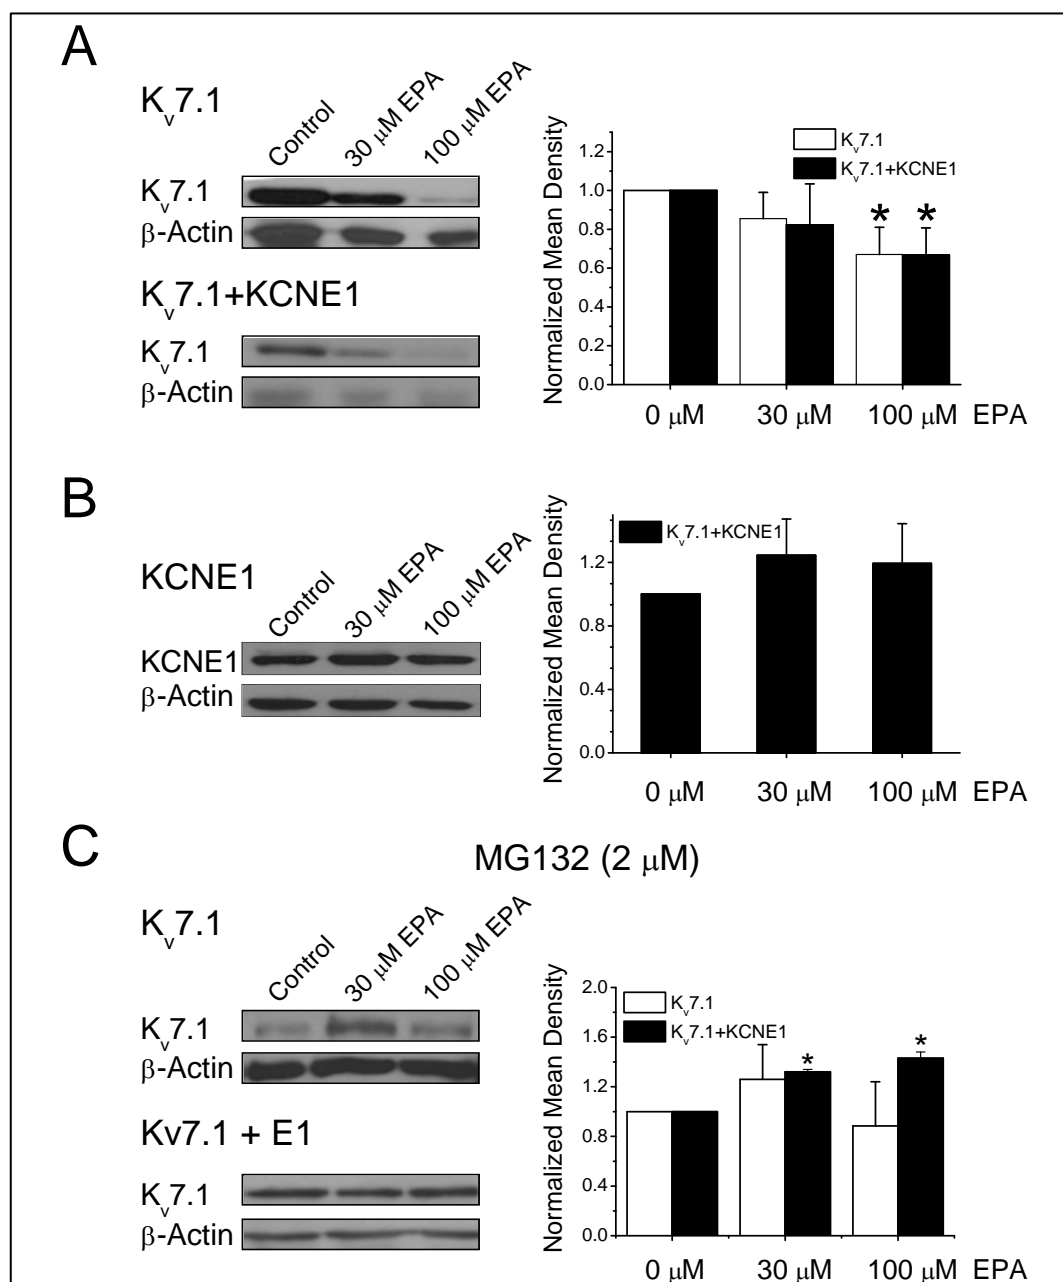 A
Kv7.1
Control
30 μM EPA
100 μM EPA
Kv7.1
β-Actin
Kv7.1+KCNE1
Kv7.1
β-Actin
Normalized Mean Density
1.2
1.0
0.8
0.6
0.4
0.2
0.0
Kv7.1
Kv7.1+KCNE1
* *
0 μM 30 μM 100 μM EPA
B
KCNE1
Control
30 μM EPA
100 μM EPA
KCNE1
β-Actin
Normalized Mean Density
1.2
0.8
0.4
0.0
Kv7.1+KCNE1
0 μM 30 μM 100 μM EPA
C
MG132 (2 μM)
Kv7.1
Control
30 μM EPA
100 μM EPA
Kv7.1
β-Actin
Kv7.1 + E1
Kv7.1
β-Actin
Normalized Mean Density
2.0
1.6
1.2
0.8
0.4
0.0
Kv7.1
Kv7.1+KCNE1
* *
0 μM 30 μM 100 μM EPA